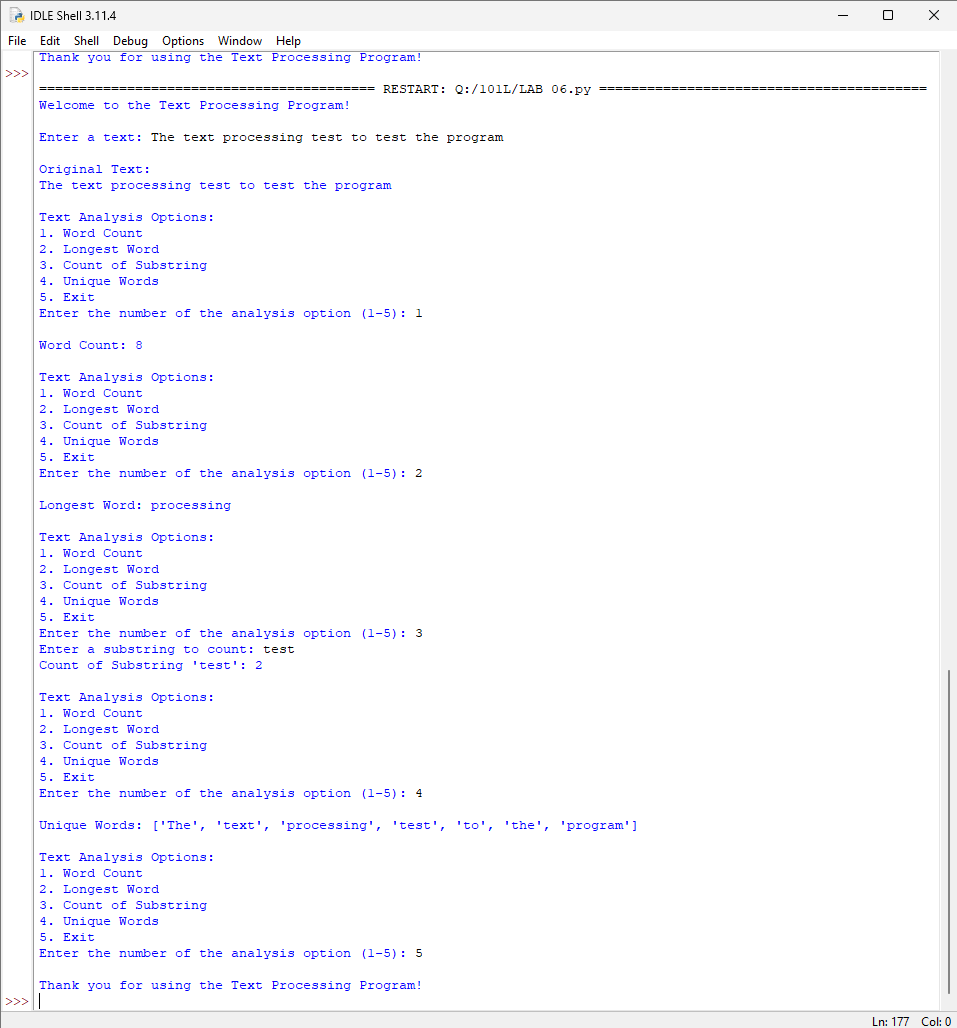 IDLE Shell 3.11.4
File Edit Shell Debug Options Window Help
Thank you for using the Text Processing Program!
>>>
========================================== RESTART: Q:/101L/LAB 06.py =========================================
Welcome to the Text Processing Program!
Enter a text: The text processing test to test the program
Original Text:
The text processing test to test the program
Text Analysis Options:
1. Word Count
2. Longest Word
3. Count of Substring
4. Unique Words
5. Exit
Enter the number of the analysis option (1-5): 1
Word Count: 8
Text Analysis Options:
1. Word Count
2. Longest Word
3. Count of Substring
4. Unique Words
5. Exit
Enter the number of the analysis option (1-5): 2
Longest Word: processing
Text Analysis Options:
1. Word Count
2. Longest Word
3. Count of Substring
4. Unique Words
5. Exit
Enter the number of the analysis option (1-5): 3
Enter a substring to count: test
Count of Substring 'test': 2
Text Analysis Options:
1. Word Count
2. Longest Word
3. Count of Substring
4. Unique Words
5. Exit
Enter the number of the analysis option (1-5): 4
Unique Words: ['The', 'text', 'processing', 'test', 'to', 'the', 'program']
Text Analysis Options:
1. Word Count
2. Longest Word
3. Count of Substring
4. Unique Words
5. Exit
Enter the number of the analysis option (1-5): 5
Thank you for using the Text Processing Program!
>>>
Ln: 177 Col: 0